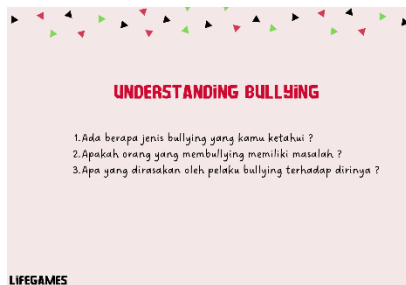 UNDERSTANDING BULLYING
1.Ada berapa jenis bullying yang kamu ketahui ?
2.Apakah orang yang membullying memiliki masalah ?
3.Apa yang dirasakan oleh pelaku bullying terhadap dirinya ?
LIFEGAMES